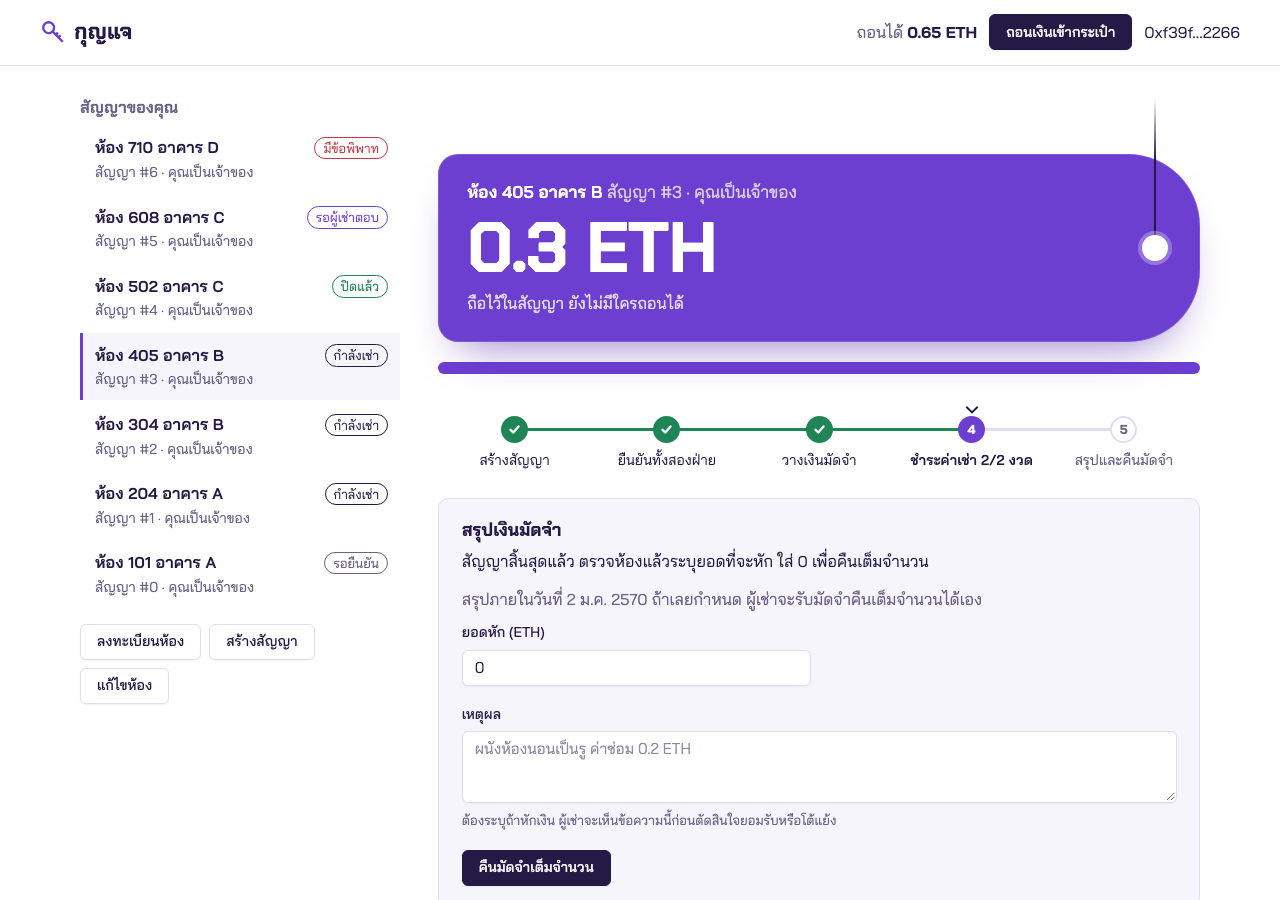 กุญแจ
ถอนได้ 0.65 ETH
ถอนเงินเข้ากระเป๋า
0xf39f…2266
สัญญาของคุณ
ห้อง 710 อาคาร D
มีข้อพิพาท
สัญญา #6 · คุณเป็นเจ้าของ
ห้อง 608 อาคาร C
รอผู้เช่าตอบ
สัญญา #5 · คุณเป็นเจ้าของ
ห้อง 502 อาคาร C
ปิดแล้ว
สัญญา #4 · คุณเป็นเจ้าของ
ห้อง 405 อาคาร B
กำลังเช่า
สัญญา #3 · คุณเป็นเจ้าของ
ห้อง 304 อาคาร B
กำลังเช่า
สัญญา #2 · คุณเป็นเจ้าของ
ห้อง 204 อาคาร A
กำลังเช่า
สัญญา #1 · คุณเป็นเจ้าของ
ห้อง 101 อาคาร A
รอยืนยัน
สัญญา #0 · คุณเป็นเจ้าของ
ลงทะเบียนห้อง
สร้างสัญญา
แก้ไขห้อง
ห้อง 405 อาคาร B สัญญา #3 · คุณเป็นเจ้าของ
0.3 ETH
ถือไว้ในสัญญา ยังไม่มีใครถอนได้
4
5
สร้างสัญญา
ยืนยันทั้งสองฝ่าย
วางเงินมัดจำ
ชำระค่าเช่า 2/2 งวด
สรุปและคืนมัดจำ
สรุปเงินมัดจำ
สัญญาสิ้นสุดแล้ว ตรวจห้องแล้วระบุยอดที่จะหัก ใส่ 0 เพื่อคืนเต็มจำนวน
สรุปภายในวันที่ 2 ม.ค. 2570 ถ้าเลยกำหนด ผู้เช่าจะรับมัดจำคืนเต็มจำนวนได้เอง
ยอดหัก (ETH)
0
เหตุผล
ผนังห้องนอนเป็นรู ค่าซ่อม 0.2 ETH
ต้องระบุถ้าหักเงิน ผู้เช่าจะเห็นข้อความนี้ก่อนตัดสินใจยอมรับหรือโต้แย้ง
คืนมัดจำเต็มจำนวน